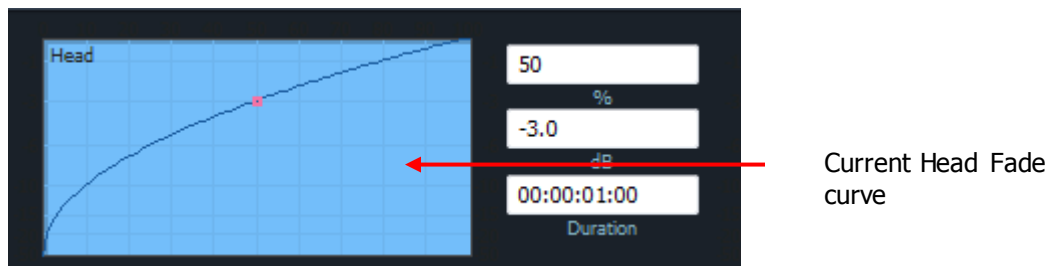 Head
50
%
-3.0
dB
00:00:01:00
Duration
Current Head Fade
curve